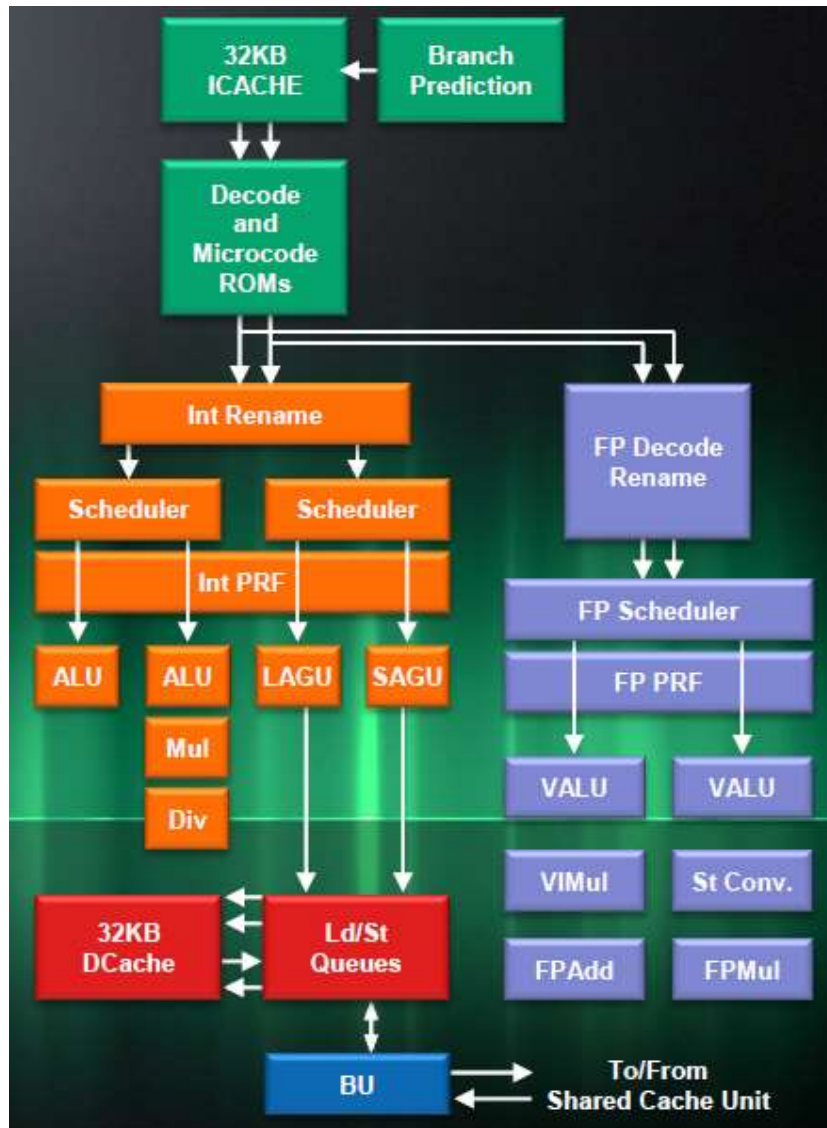 32KB
ICACHE
Branch
Prediction
Decode
and
Microcode
ROMs
Int Rename
FP Decode
Rename
Scheduler
Scheduler
Int PRF
FP Scheduler
FP PRF
ALU
ALU
LAGU
SAGU
Mul
Div
VALU
VALU
VIMul
St Conv.
FPAdd
FPMul
32KB
DCache
Ld/St
Queues
BU
To/From
Shared Cache Unit